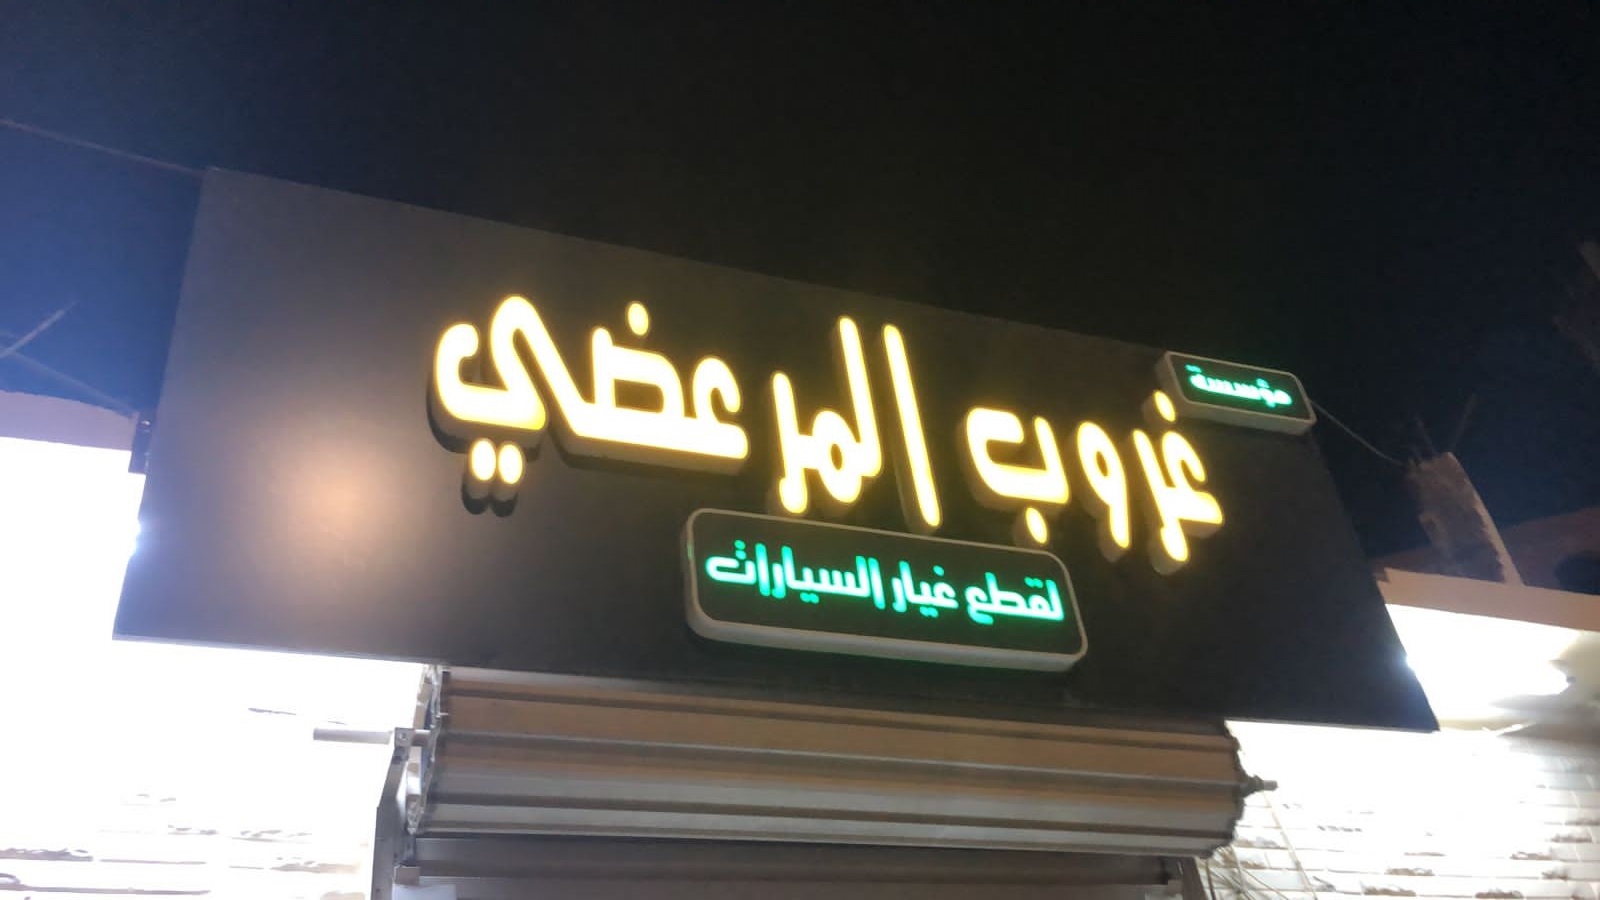 مؤسسة
غروب المرعضي
لقطع غيار السيارات